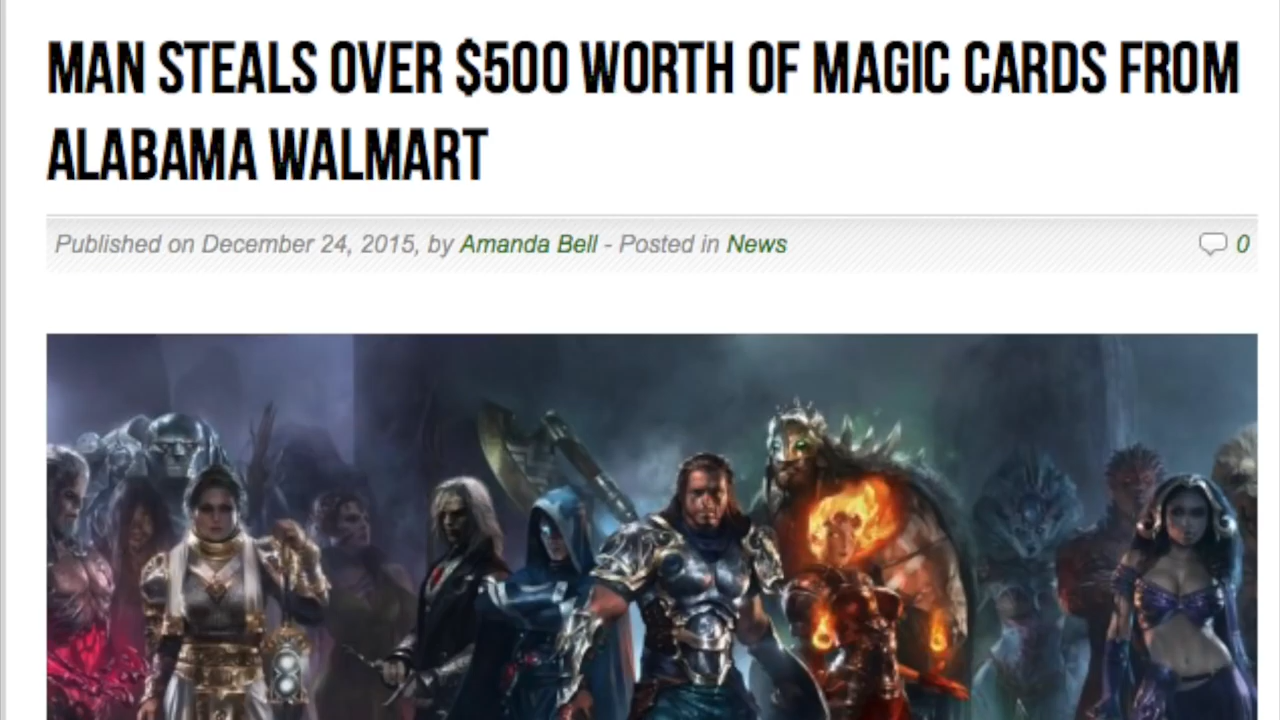 MAN STEALS OVER $500 WORTH OF MAGIC CARDS FROM
ALABAMA WALMART
Published on December 24, 2015, by Amanda Bell - Posted in News
0